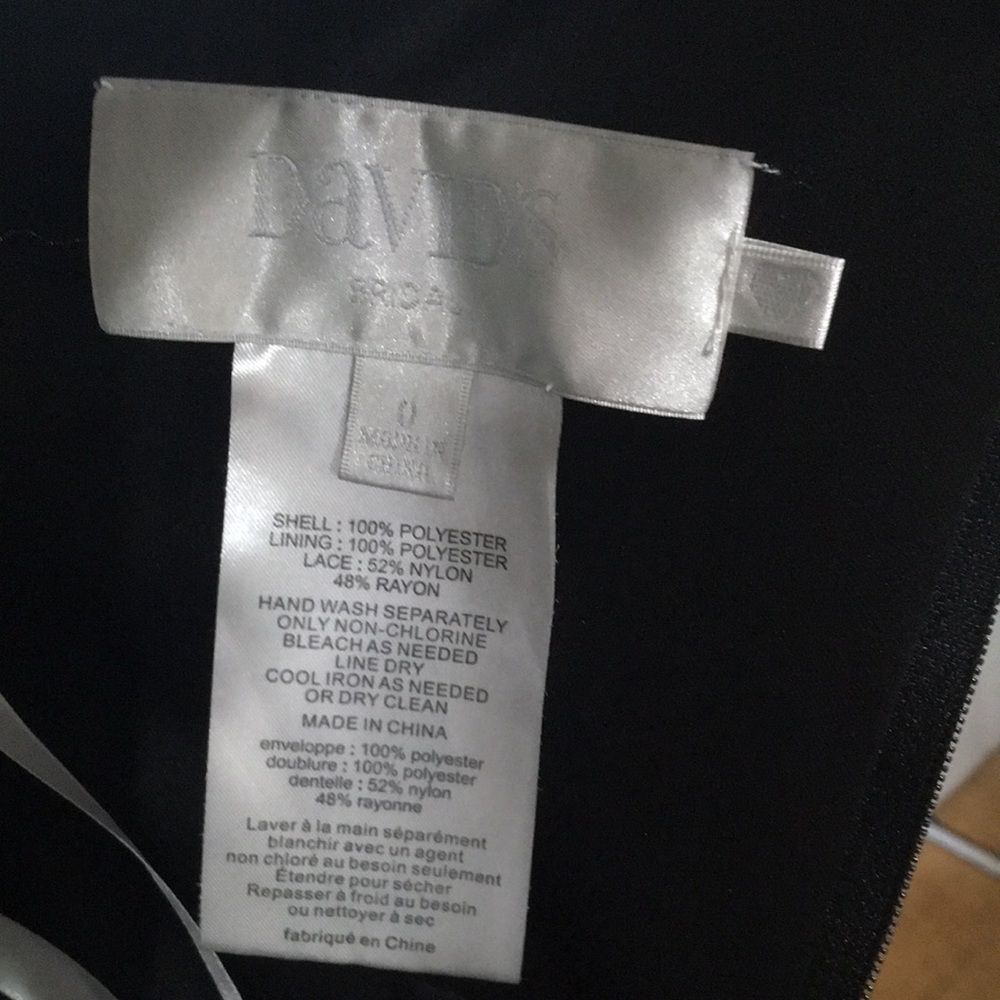 DaVID's
BRIDAL
0
MADE IN
CHINA
SHELL : 100% POLYESTER
LINING : 100% POLYESTER
LACE : 52% NYLON
48% RAYON
HAND WASH SEPARATELY
ONLY NON-CHLORINE
BLEACH AS NEEDED
LINE DRY
COOL IRON AS NEEDED
OR DRY CLEAN
MADE IN CHINA
enveloppe : 100% polyester
doublure : 100% polyester
dentelle : 52% nylon
48% rayonne
Laver à la main séparément
blanchir avec un agent
non chloré au besoin seulement
Étendre pour sécher
Repasser à froid au besoin
ou nettoyer à sec
fabriqué en Chine